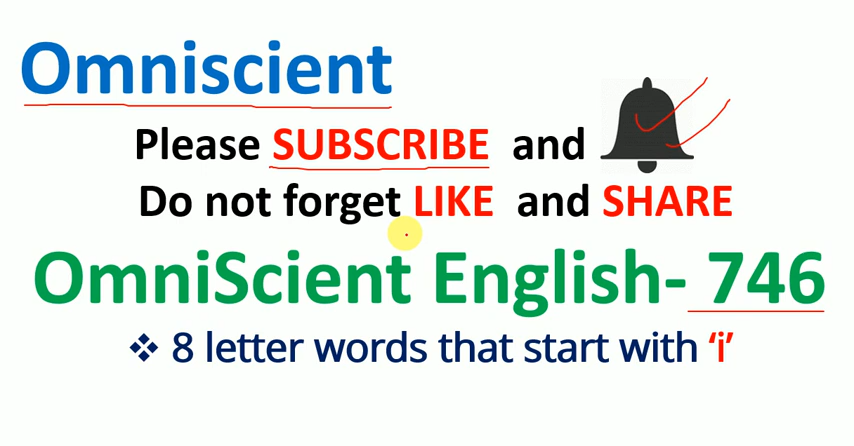 Omniscient
Please SUBSCRIBE and
Do not forget LIKE and SHARE
OmniScient English- 746
❖ 8 letter words that start with ‘i’